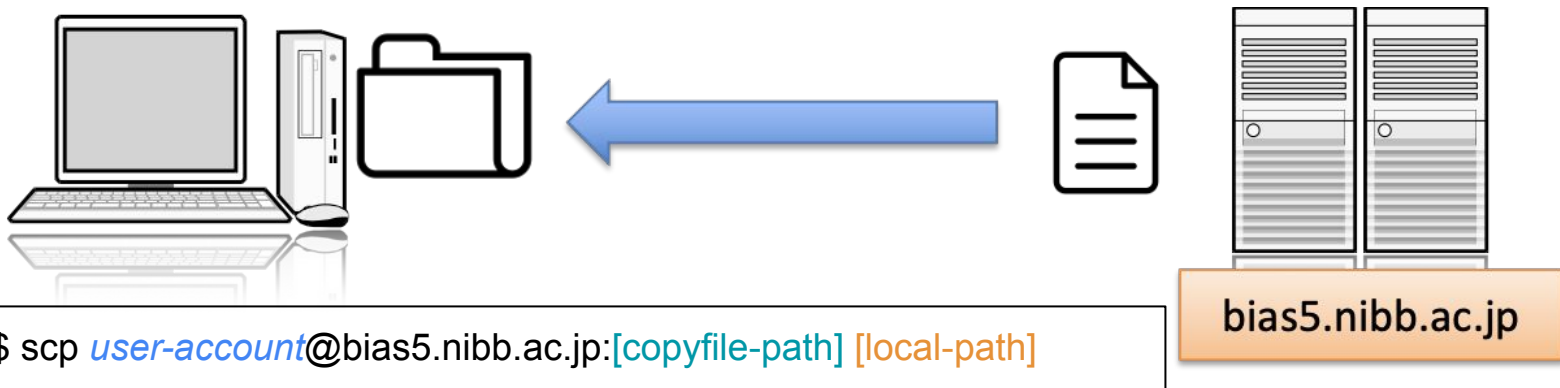 $ scp user-account@bias5.nibb.ac.jp:[copyfile-path] [local-path]
bias5.nibb.ac.jp